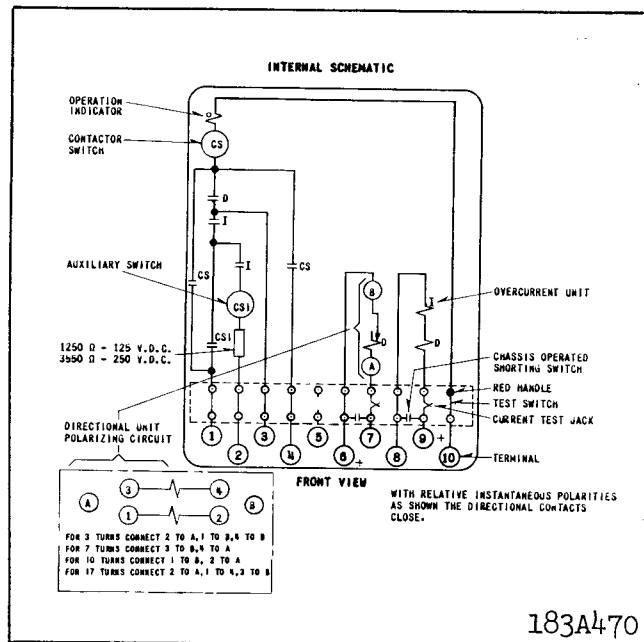 INTERNAL SCHEMATIC
OPERATION
INDICATOR
CONTACTOR
SWITCH
CS
D
I
I
CS
CS
AUXILIARY SWITCH
CSI
CSI
1250 Ω - 125 V.D.C.
3550 Ω - 250 V.D.C.
B
D
A
I
D
OVERCURRENT UNIT
CHASSIS OPERATED
SHORTING SWITCH
RED HANDLE
TEST SWITCH
CURRENT TEST JACK
TERMINAL
1 2 3 4 5 6 + 7 8 9 + 10
FRONT VIEW
DIRECTIONAL UNIT
POLARIZING CIRCUIT
A 3 4 B
1 2
FOR 3 TURNS CONNECT 2 TO A, 1 TO B, 4 TO B
FOR 7 TURNS CONNECT 3 TO B, 4 TO A
FOR 10 TURNS CONNECT 1 TO B, 2 TO A
FOR 17 TURNS CONNECT 2 TO A, 1 TO 4, 3 TO B
WITH RELATIVE INSTANTANEOUS POLARITIES
AS SHOWN THE DIRECTIONAL CONTACTS
CLOSE.
183A470